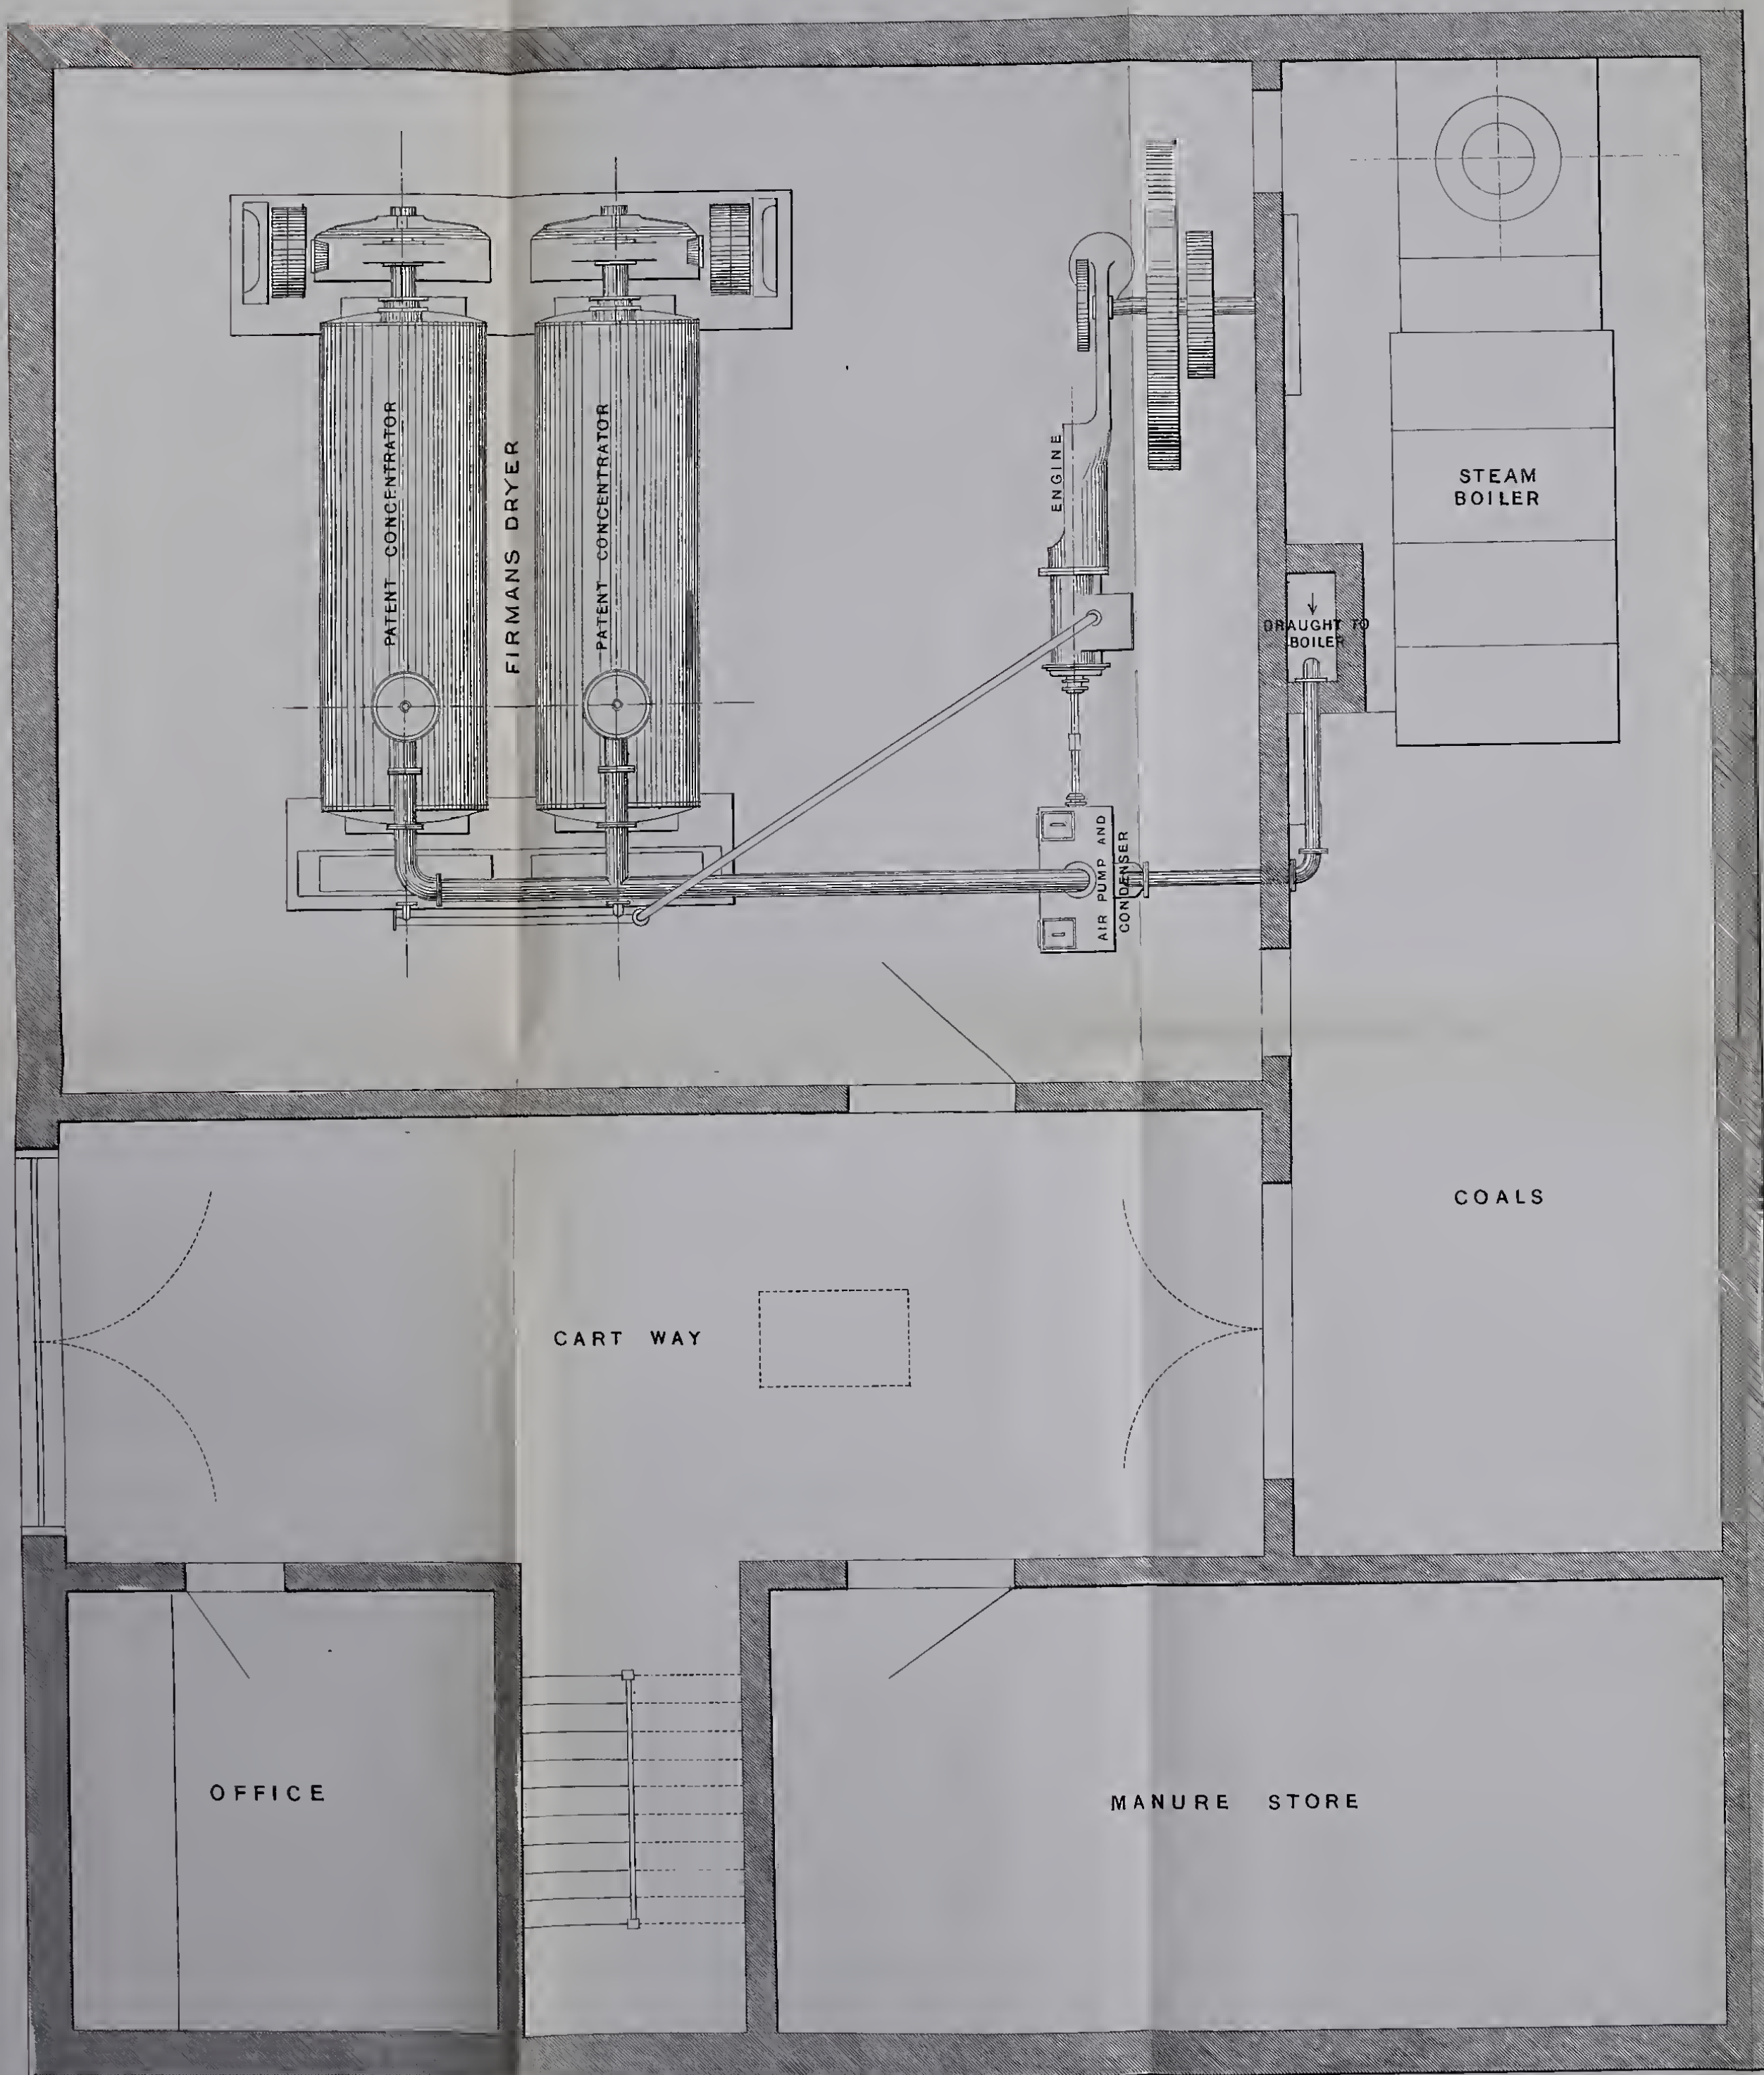 PATENT CONCENTRATOR
FIRMANS DRYER
PATENT CONCENTRATOR
ENGINE
STEAM
BOILER
DRAUGHT TO
BOILER
AIR PUMP AND
CONDENSER
COALS
CART WAY
OFFICE
MANURE STORE